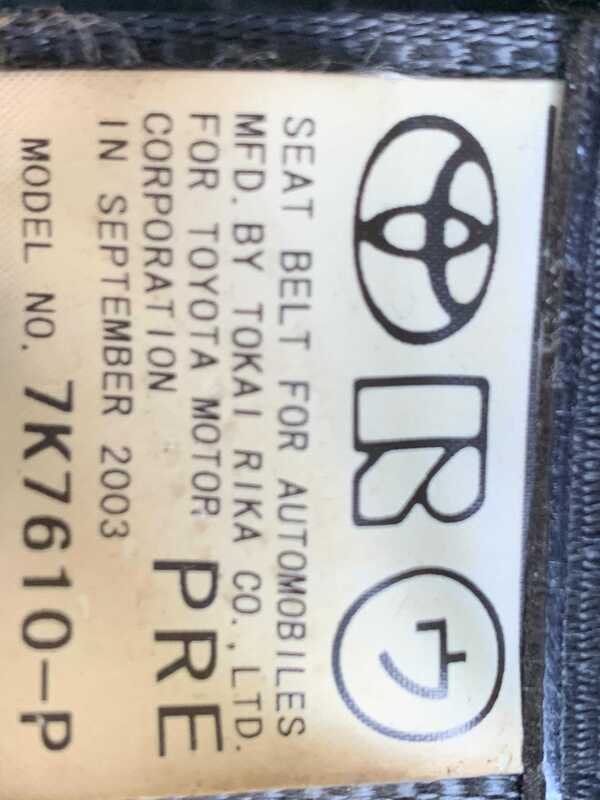 R ウ
SEAT BELT FOR AUTOMOBILES
MFD. BY TOKAI RIKA CO., LTD.
FOR TOYOTA MOTOR
CORPORATION
PRE
IN SEPTEMBER 2003
MODEL NO. 7K7610-P